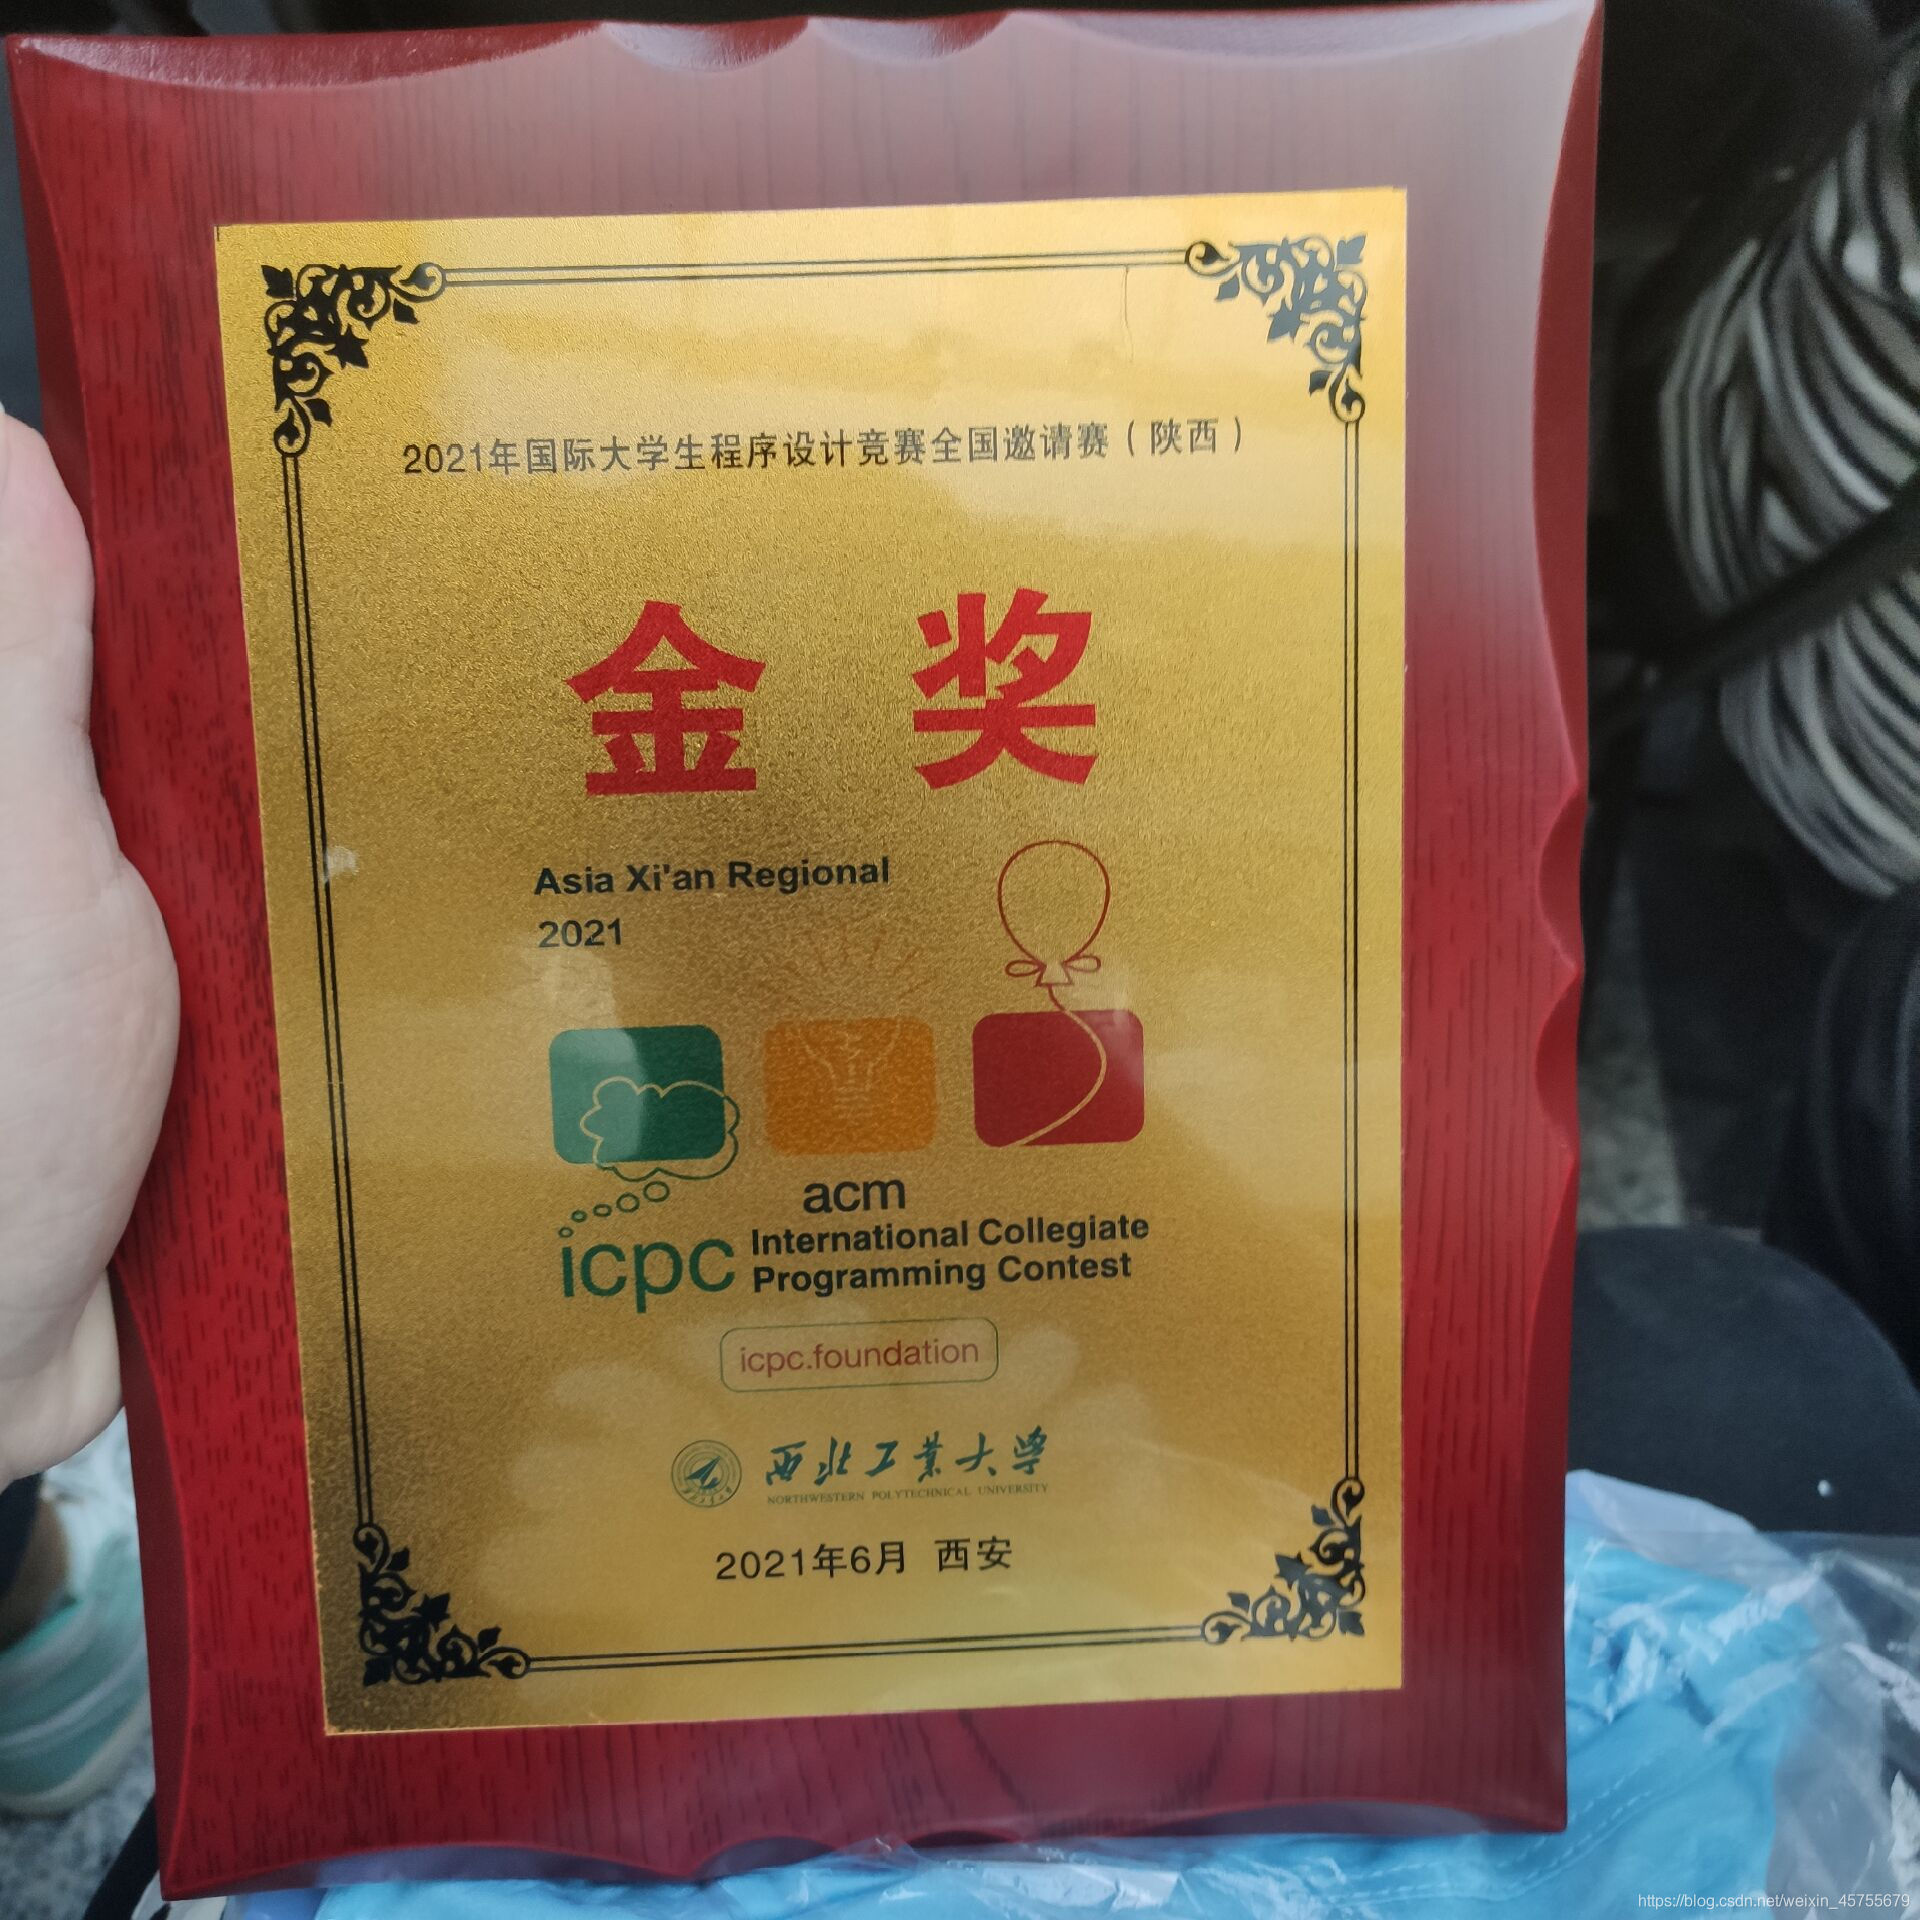 2021年国际大学生程序设计竞赛全国邀请赛（陕西）
金 奖
Asia Xi'an Regional
2021
acm
icpc International Collegiate
Programming Contest
icpc.foundation
西北工业大学
NORTHWESTERN POLYTECHNICAL UNIVERSITY
2021年6月 西安
https://blog.csdn.net/weixin_45755679